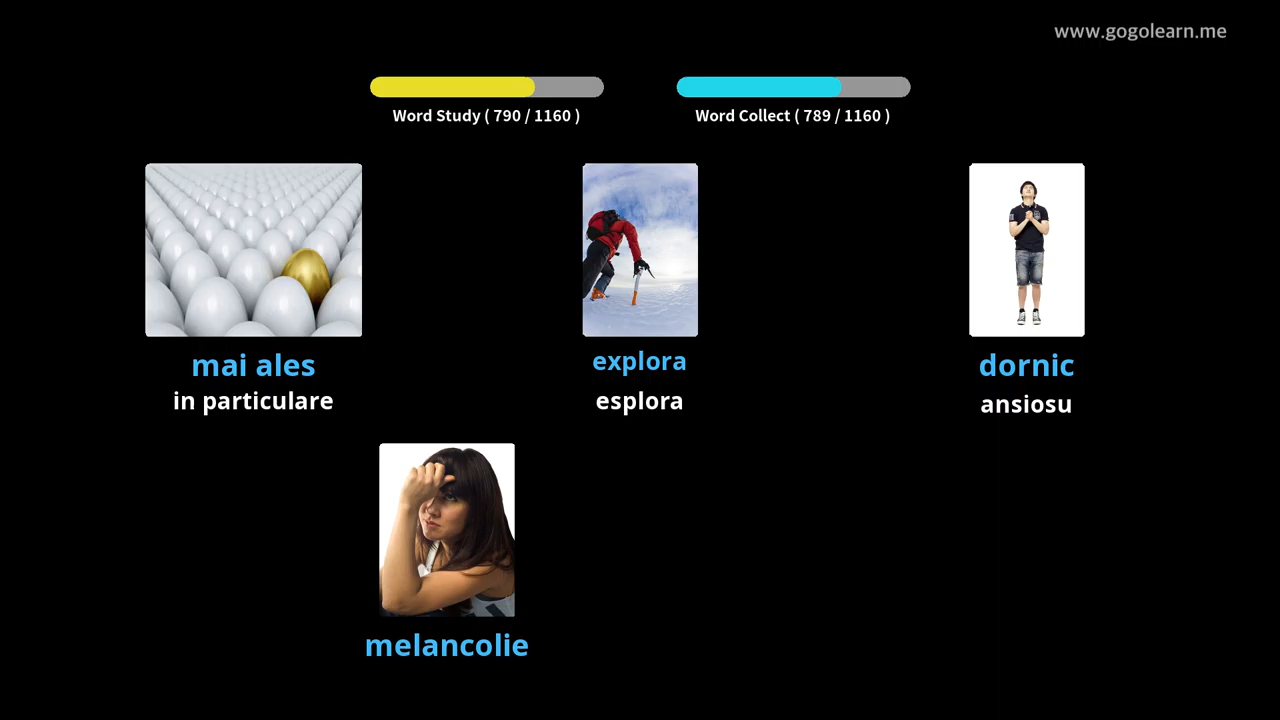 www.gogolearn.me
Word Study ( 790 / 1160 )
Word Collect ( 789 / 1160 )
mai ales
in particulare
explora
esplora
dornic
ansiosu
melancolie